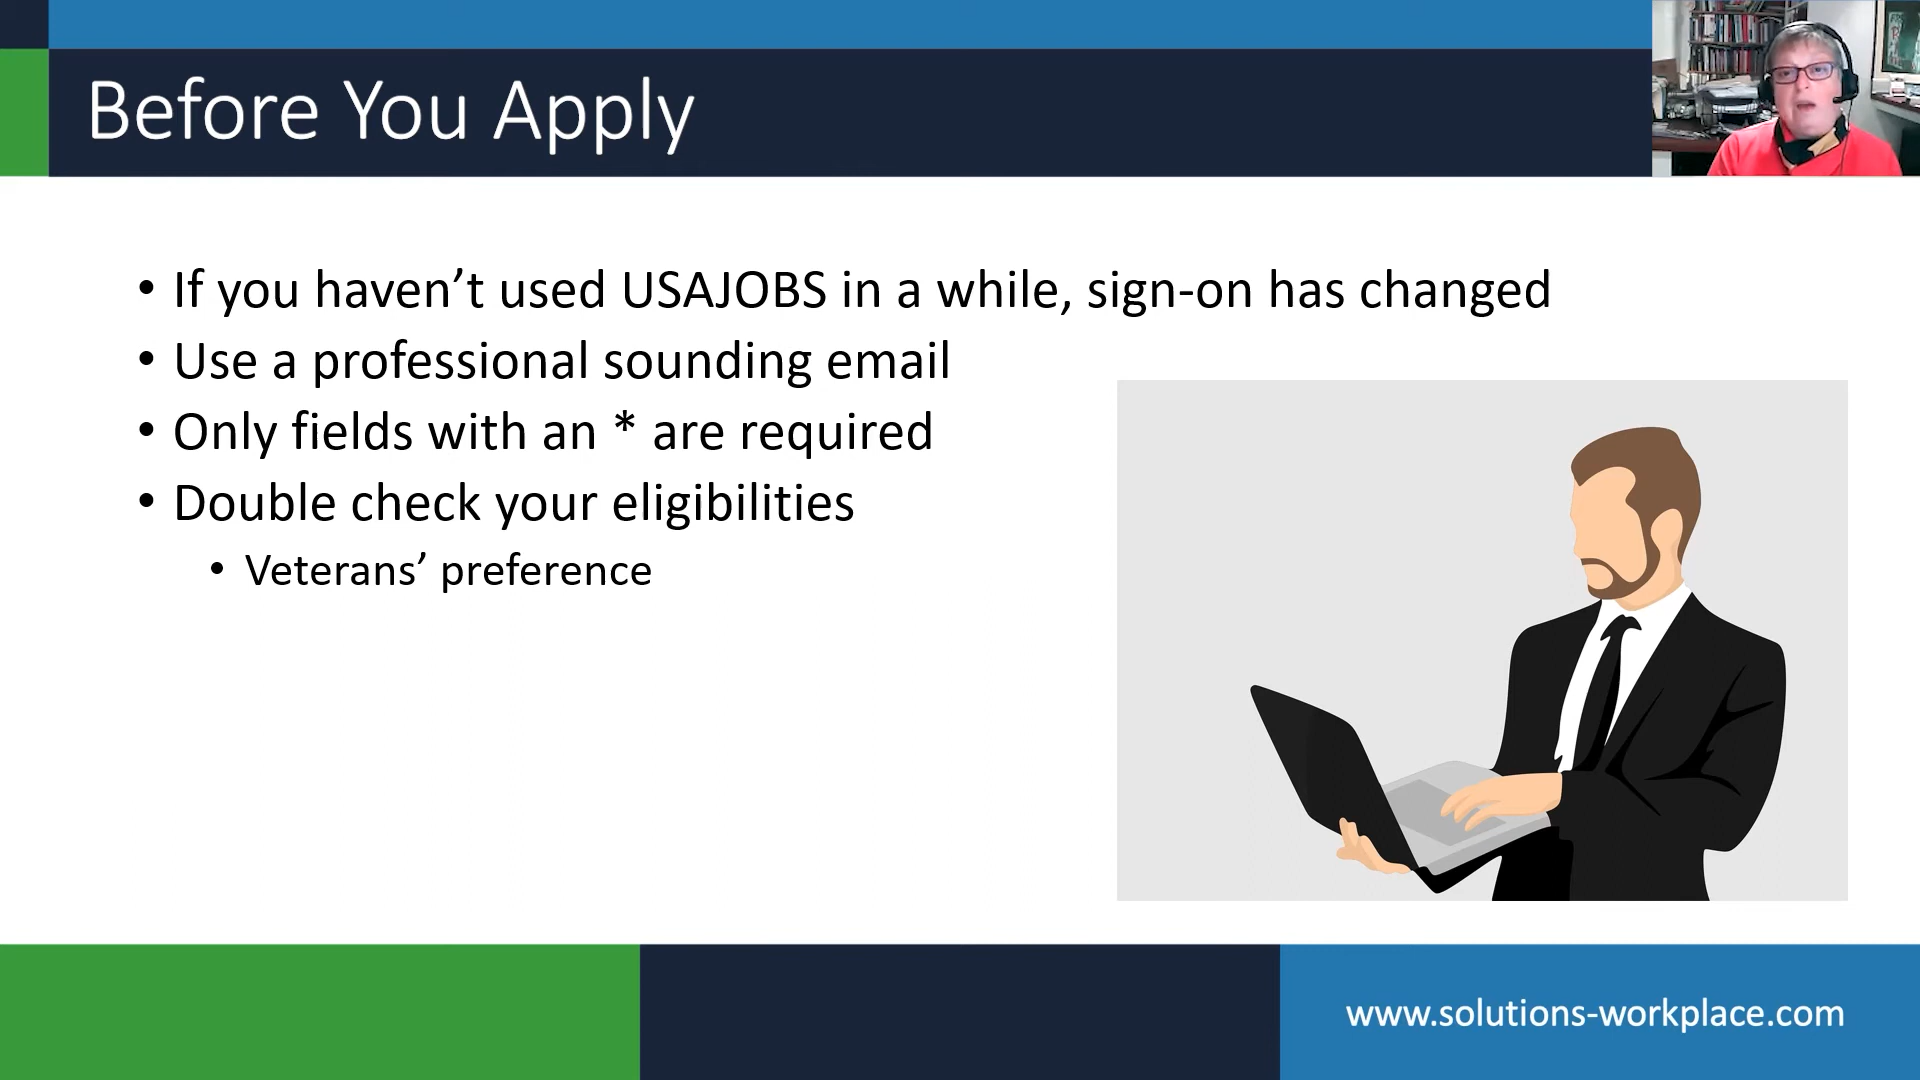 Before You Apply
• If you haven’t used USAJOBS in a while, sign-on has changed
• Use a professional sounding email
• Only fields with an * are required
• Double check your eligibilities
• Veterans’ preference
www.solutions-workplace.com